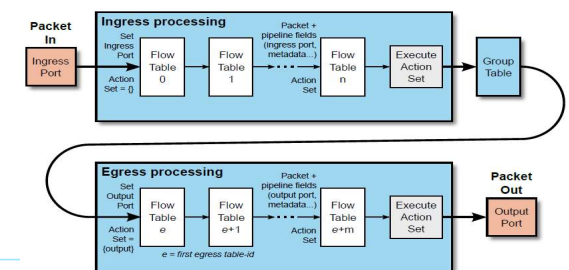 Ingress processing
Packet
In
Ingress
Port
Set
Ingress
Port
Action
Set = {}
Flow
Table
0
Flow
Table
1
Packet +
pipeline fields
(ingress port,
metadata...)
Action
Set
Flow
Table
n
Execute
Action
Set
Group
Table
Egress processing
Set
Output
Port
Action
Set =
{output}
Flow
Table
e
Flow
Table
e+1
e = first egress table-id
Packet +
pipeline fields
(output port,
metadata...)
Action
Set
Flow
Table
e+m
Execute
Action
Set
Packet
Out
Output
Port